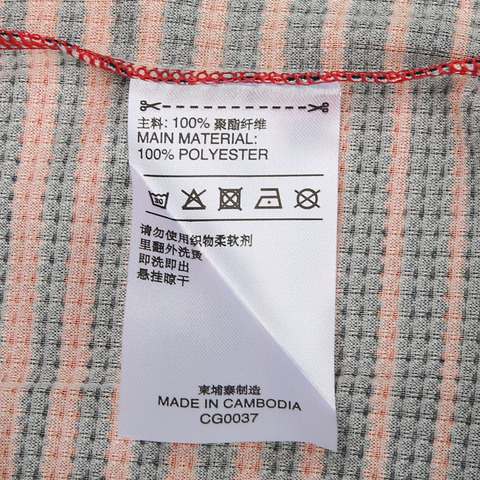 主料: 100% 聚酯纤维
MAIN MATERIAL:
100% POLYESTER
30
请勿使用织物柔软剂
里翻外洗烫
即洗即出
悬挂晾干
柬埔寨制造
MADE IN CAMBODIA
CG0037